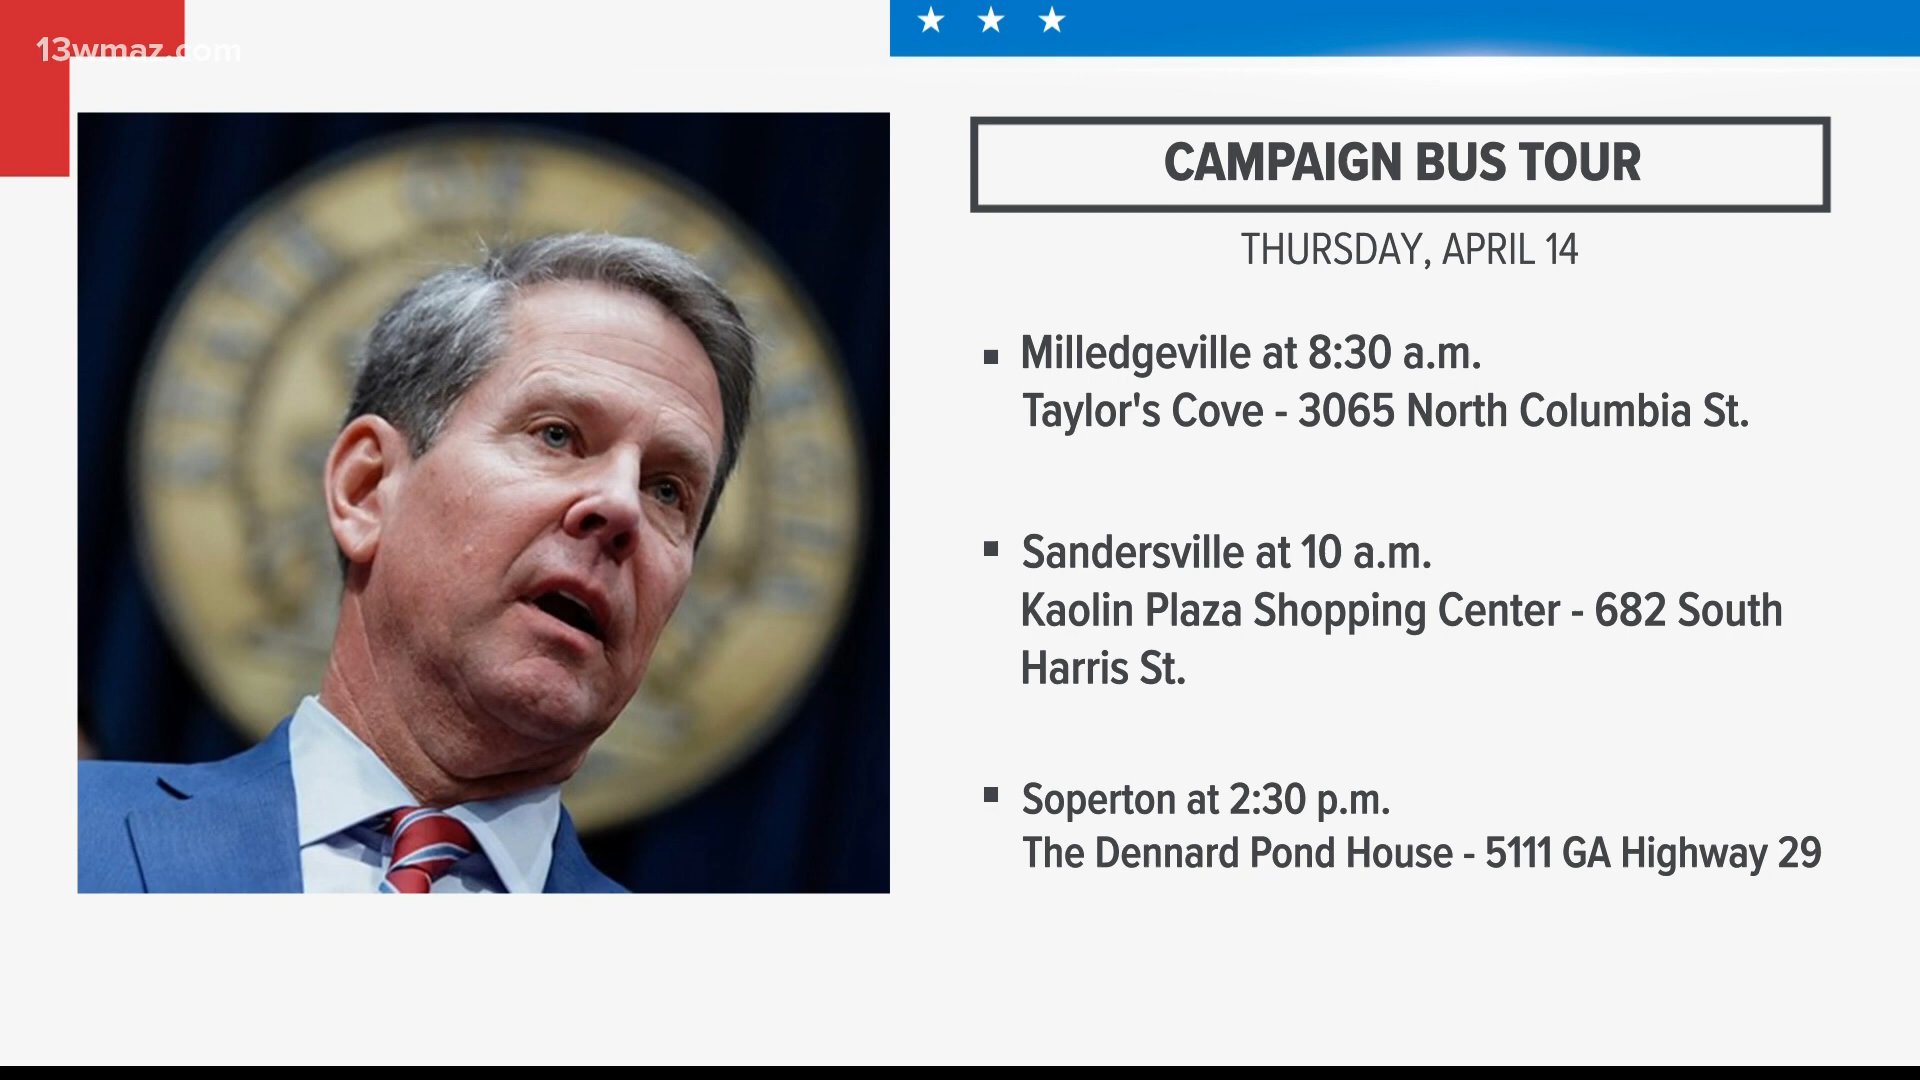 13wmaz.com
CAMPAIGN BUS TOUR
THURSDAY, APRIL 14
Milledgeville at 8:30 a.m.
Taylor's Cove - 3065 North Columbia St.
Sandersville at 10 a.m.
Kaolin Plaza Shopping Center - 682 South
Harris St.
Soperton at 2:30 p.m.
The Dennard Pond House - 5111 GA Highway 29